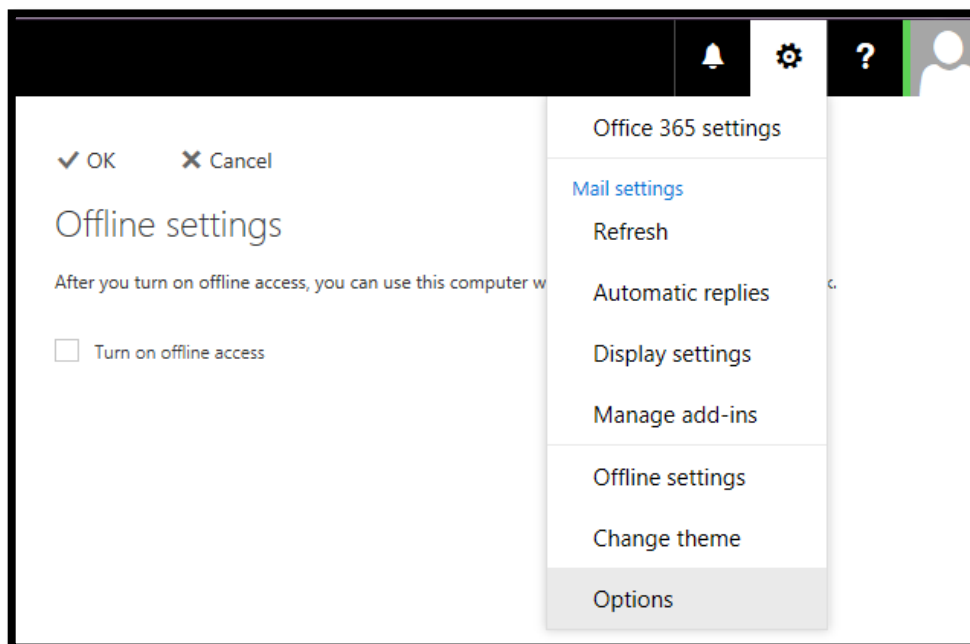 ?
Office 365 settings
OK
Cancel
Mail settings
Offline settings
Refresh
After you turn on offline access, you can use this computer w
Automatic replies
Turn on offline access
Display settings
Manage add-ins
Offline settings
Change theme
Options